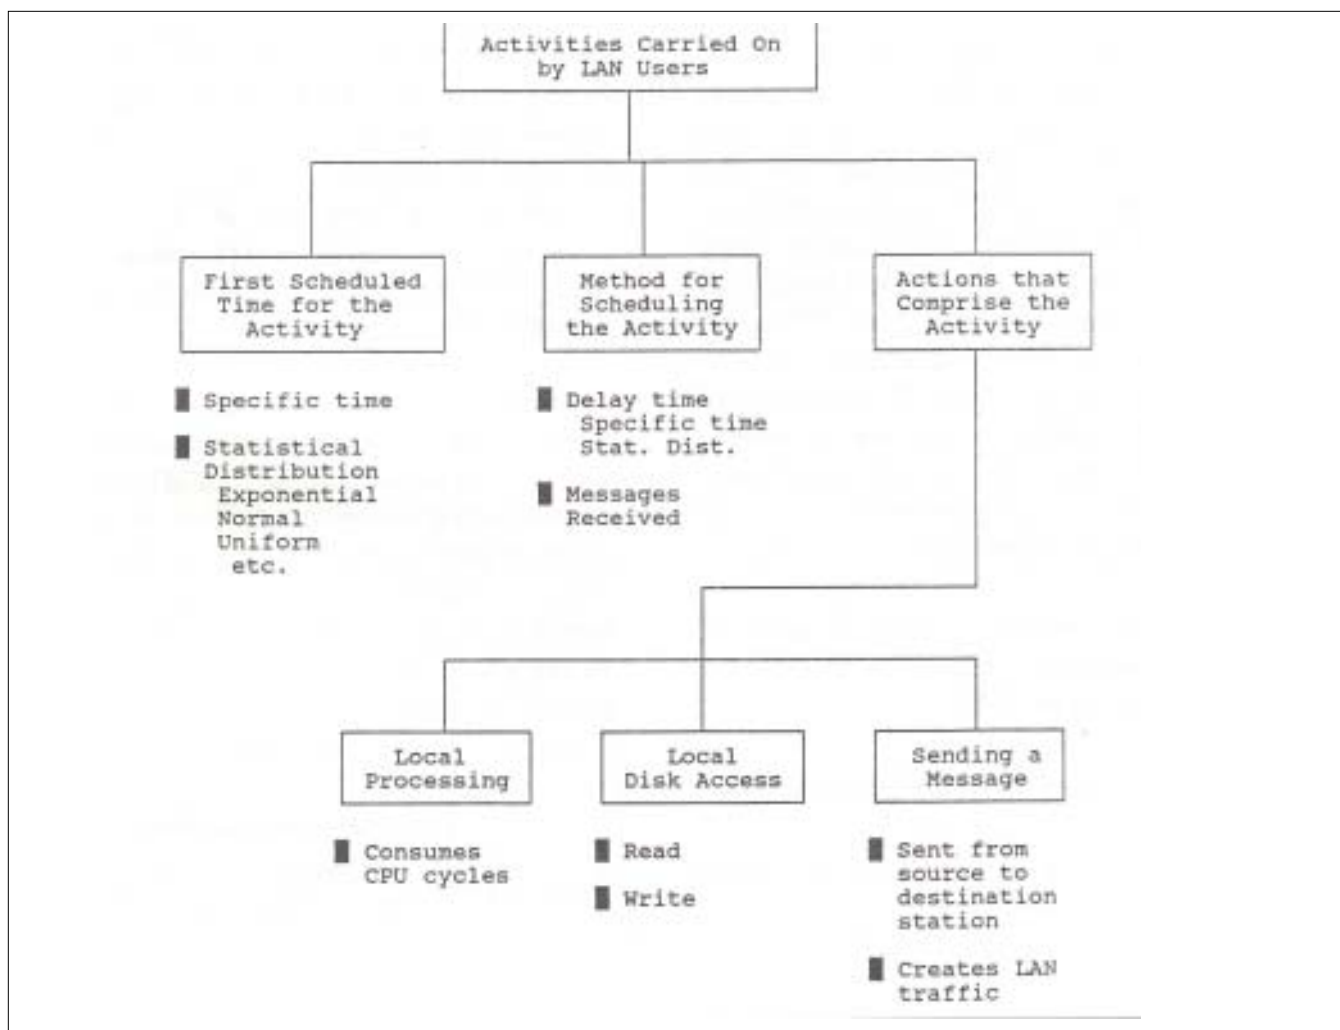 Activities Carried On
by LAN Users
First Scheduled
Time for the
Activity
Method for
Scheduling
the Activity
Actions that
Comprise the
Activity
Specific time
Statistical
Distribution
Exponential
Normal
Uniform
etc.
Delay time
Specific time
Stat. Dist.
Messages
Received
Local
Processing
Local
Disk Access
Sending a
Message
Consumes
CPU cycles
Read
Write
Sent from
source to
destination
station
Creates LAN
traffic